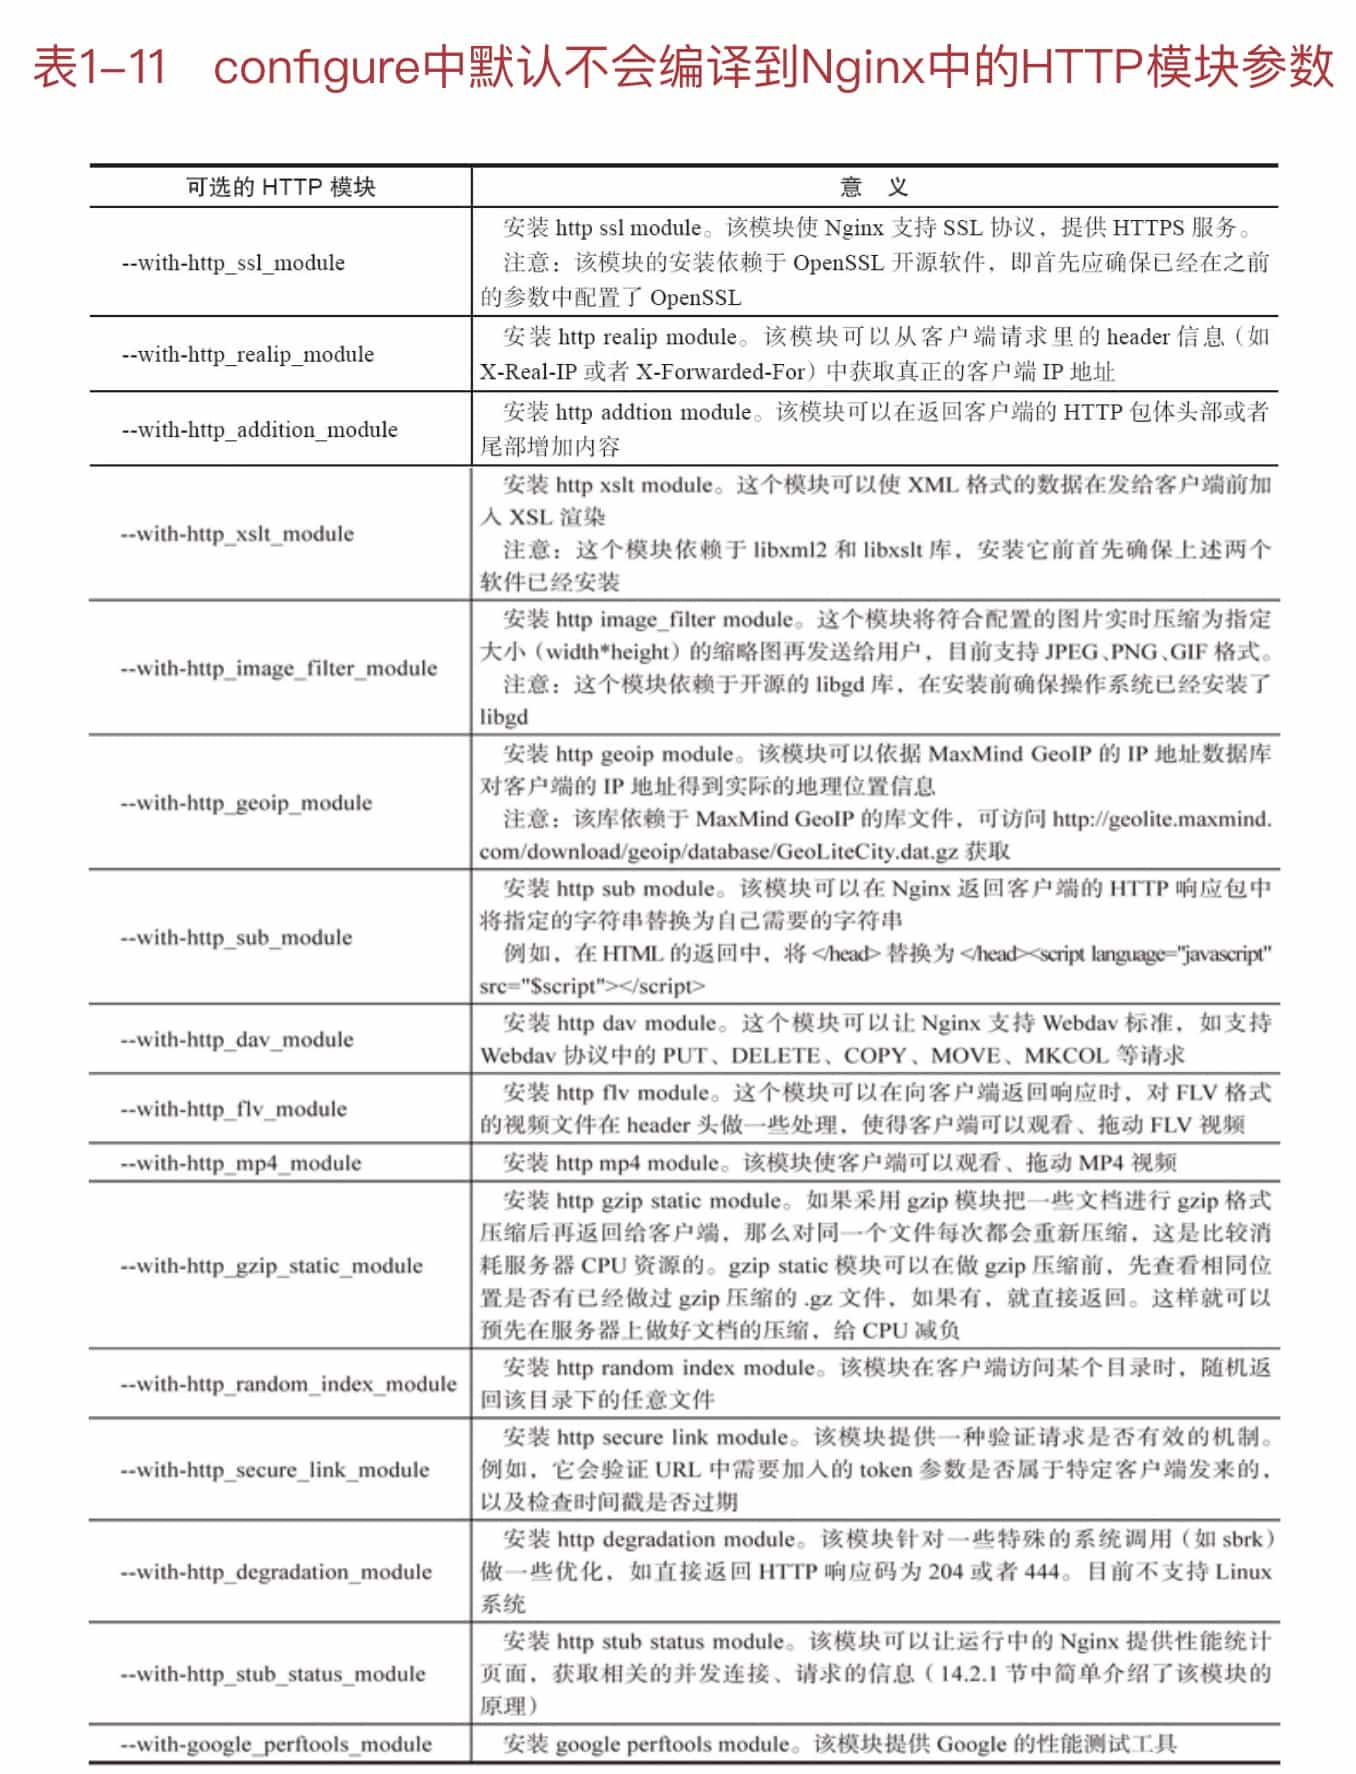 表1-11 configure中默认不会编译到Nginx中的HTTP模块参数
可选的 HTTP 模块
意 义
--with-http_ssl_module
安装 http ssl module。该模块使 Nginx 支持 SSL 协议，提供 HTTPS 服务。
注意：该模块的安装依赖于 OpenSSL 开源软件，即首先应确保已经在之前
的参数中配置了 OpenSSL
--with-http_realip_module
安装 http realip module。该模块可以从客户端请求里的 header 信息（如
X-Real-IP 或者 X-Forwarded-For）中获取真正的客户端 IP 地址
--with-http_addition_module
安装 http addtion module。该模块可以在返回客户端的 HTTP 包体头部或者
尾部增加内容
--with-http_xslt_module
安装 http xslt module。这个模块可以使 XML 格式的数据在发给客户端前加
入 XSL 渲染
注意：这个模块依赖于 libxml2 和 libxslt 库，安装它前首先确保上述两个
软件已经安装
--with-http_image_filter_module
安装 http image_filter module。这个模块将符合配置的图片实时压缩为指定
大小（width*height）的缩略图再发送给用户，目前支持 JPEG、PNG、GIF 格式。
注意：这个模块依赖于开源的 libgd 库，在安装前确保操作系统已经安装了
libgd
--with-http_geoip_module
安装 http geoip module。该模块可以依据 MaxMind GeoIP 的 IP 地址数据库
对客户端的 IP 地址得到实际的地理位置信息
注意：该库依赖于 MaxMind GeoIP 的库文件，可访问 http://geolite.maxmind.
com/download/geoip/database/GeoLiteCity.dat.gz 获取
--with-http_sub_module
安装 http sub module。该模块可以在 Nginx 返回客户端的 HTTP 响应包中
将指定的字符串替换为自己需要的字符串
例如，在 HTML 的返回中，将 </head> 替换为 </head><script language="javascript"
src="$script"></script>
--with-http_dav_module
安装 http dav module。这个模块可以让 Nginx 支持 Webdav 标准，如支持
Webdav 协议中的 PUT、DELETE、COPY、MOVE、MKCOL 等请求
--with-http_flv_module
安装 http flv module。这个模块可以在向客户端返回响应时，对 FLV 格式
的视频文件在 header 头做一些处理，使得客户端可以观看、拖动 FLV 视频
--with-http_mp4_module
安装 http mp4 module。该模块使客户端可以观看、拖动 MP4 视频
--with-http_gzip_static_module
安装 http gzip static module。如果采用 gzip 模块把一些文档进行 gzip 格式
压缩后再返回给客户端，那么对同一个文件每次都会重新压缩，这是比较消
耗服务器 CPU 资源的。gzip static 模块可以在做 gzip 压缩前，先查看相同位
置是否有已经做过 gzip 压缩的 .gz 文件，如果有，就直接返回。这样就可以
预先在服务器上做好文档的压缩，给 CPU 减负
--with-http_random_index_module
安装 http random index module。该模块在客户端访问某个目录时，随机返
回该目录下的任意文件
--with-http_secure_link_module
安装 http secure link module。该模块提供一种验证请求是否有效的机制。
例如，它会验证 URL 中需要加入的 token 参数是否属于特定客户端发来的，
以及检查时间戳是否过期
--with-http_degradation_module
安装 http degradation module。该模块针对一些特殊的系统调用（如 sbrk）
做一些优化，如直接返回 HTTP 响应码为 204 或者 444。目前不支持 Linux
系统
--with-http_stub_status_module
安装 http stub status module。该模块可以让运行中的 Nginx 提供性能统计
页面，获取相关的并发连接、请求的信息（14.2.1 节中简单介绍了该模块的
原理）
--with-google_perftools_module
安装 google perftools module。该模块提供 Google 的性能测试工具